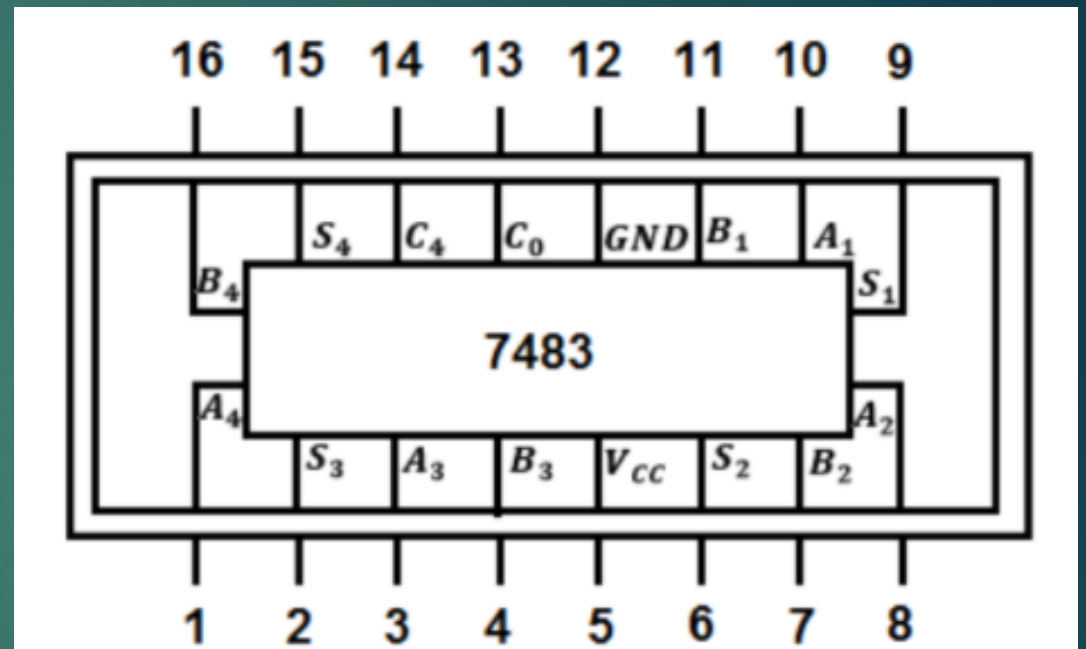 16 15 14 13 12 11 10 9
S₄ C₄ C₀ GND B₁ A₁
B₄ S₁
7483
A₄ A₂
S₃ A₃ B₃ V_CC S₂ B₂
1 2 3 4 5 6 7 8